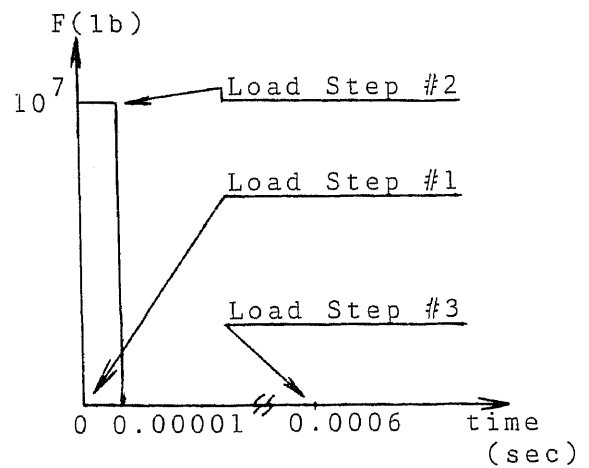 F(lb)
10^7
Load Step #2
Load Step #1
Load Step #3
0 0.00001 0.0006 time
(sec)